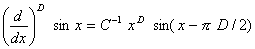 (d/dx)^D sin x = C^{-1} x^D sin(x − π D/2)